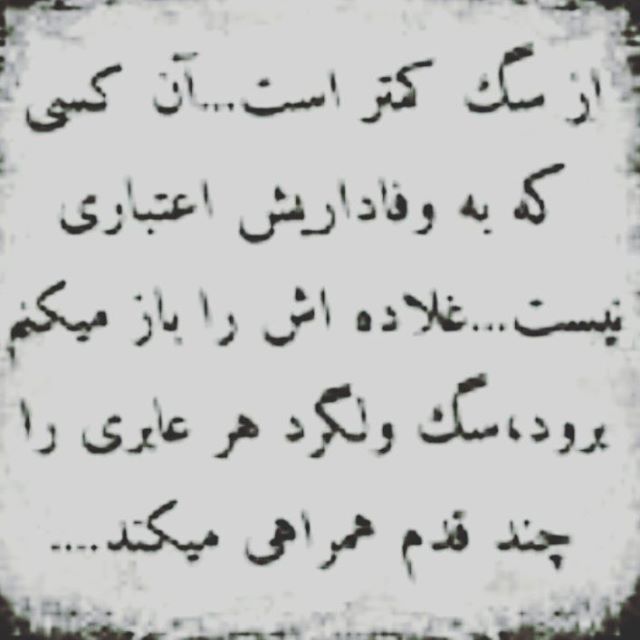 از سگ کمتر است...آن کسی
که به وفاداریش اعتباری
نیست...غلاده اش را باز میکنم
برود،سگ ولگرد هر عابری را
چند قدم همراهی میکند....